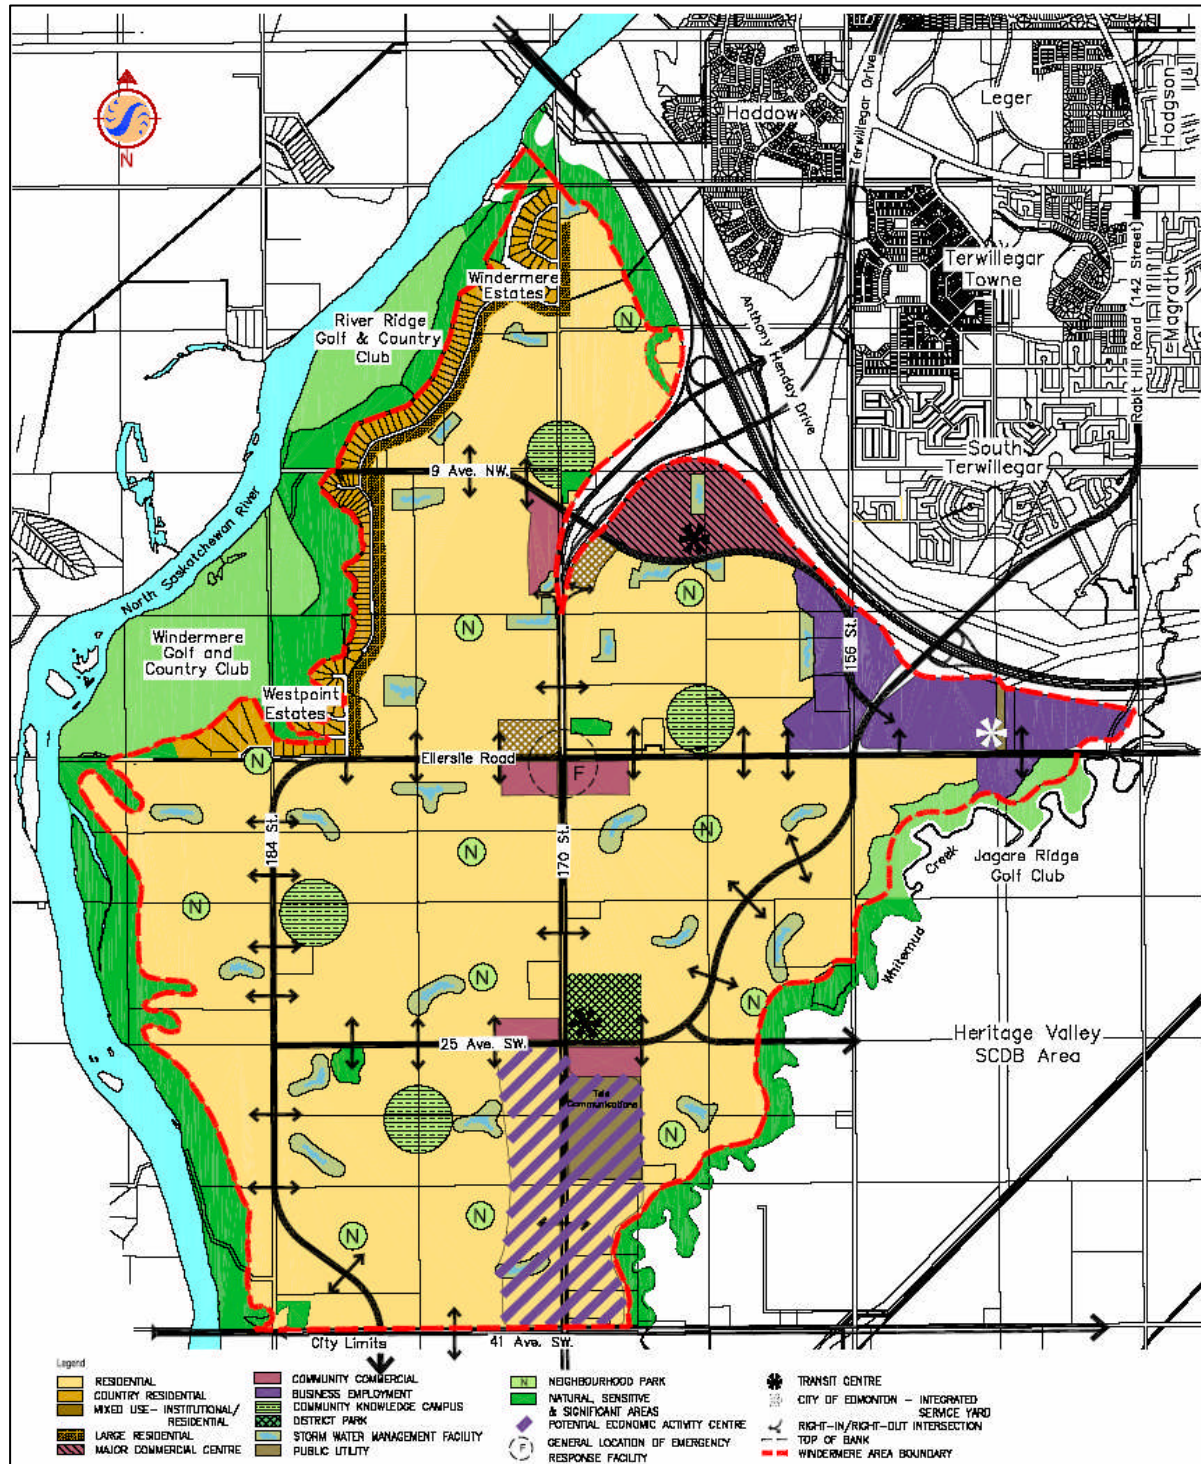 Haddow
Leger
Hodgson
Terwillegar Drive
Terwillegar
Towne
Magrath
Rabit Hill Road (142 Street)
Windermere
Estates
River Ridge
Golf & Country
Club
Anthony Henday Drive
South
Terwillegar
9 Ave. NW.
North Saskatchewan River
N
N
N
N
Windermere
Golf and
Country Club
Westpoint
Estates
156 St.
N
Ellerslie Road
F
184 St.
170 St.
N
N
N
Creek
Jagare Ridge
Golf Club
Whitemud
N
N
25 Ave. SW.
Heritage Valley
SCDB Area
Tele
Communications
N
N
N
City Limits
41 Ave. SW.
Legend
RESIDENTIAL
COUNTRY RESIDENTIAL
MIXED USE- INSTITUTIONAL/
RESIDENTIAL
LARGE RESIDENTIAL
MAJOR COMMERCIAL CENTRE
COMMUNITY COMMERCIAL
BUSINESS EMPLOYMENT
COMMUNITY KNOWLEDGE CAMPUS
DISTRICT PARK
STORM WATER MANAGEMENT FACILITY
PUBLIC UTILITY
N NEIGHBOURHOOD PARK
NATURAL, SENSITIVE
& SIGNIFICANT AREAS
POTENTIAL ECONOMIC ACTIVITY CENTRE
F GENERAL LOCATION OF EMERGENCY
RESPONSE FACILITY
TRANSIT CENTRE
CITY OF EDMONTON - INTEGRATED
SERVICE YARD
RIGHT-IN/RIGHT-OUT INTERSECTION
TOP OF BANK
WINDERMERE AREA BOUNDARY